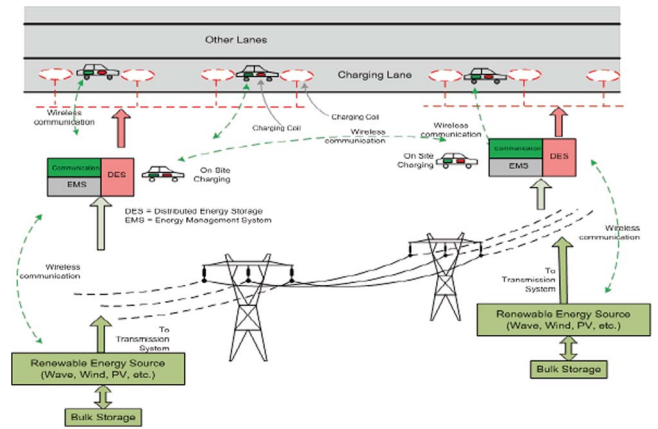 Other Lanes
Charging Lane
Wireless
communication
Charging Coil
Charging Coil
Wireless
communication
Wireless
communication
Communication
EMS
DES
On Site
Charging
On Site
Charging
Communication
EMS
DES
DES = Distributed Energy Storage
EMS = Energy Management System
Wireless
communication
Wireless
communication
To
Transmission
System
To
Transmission
System
Renewable Energy Source
(Wave, Wind, PV, etc.)
Bulk Storage
Renewable Energy Source
(Wave, Wind, PV, etc.)
Bulk Storage